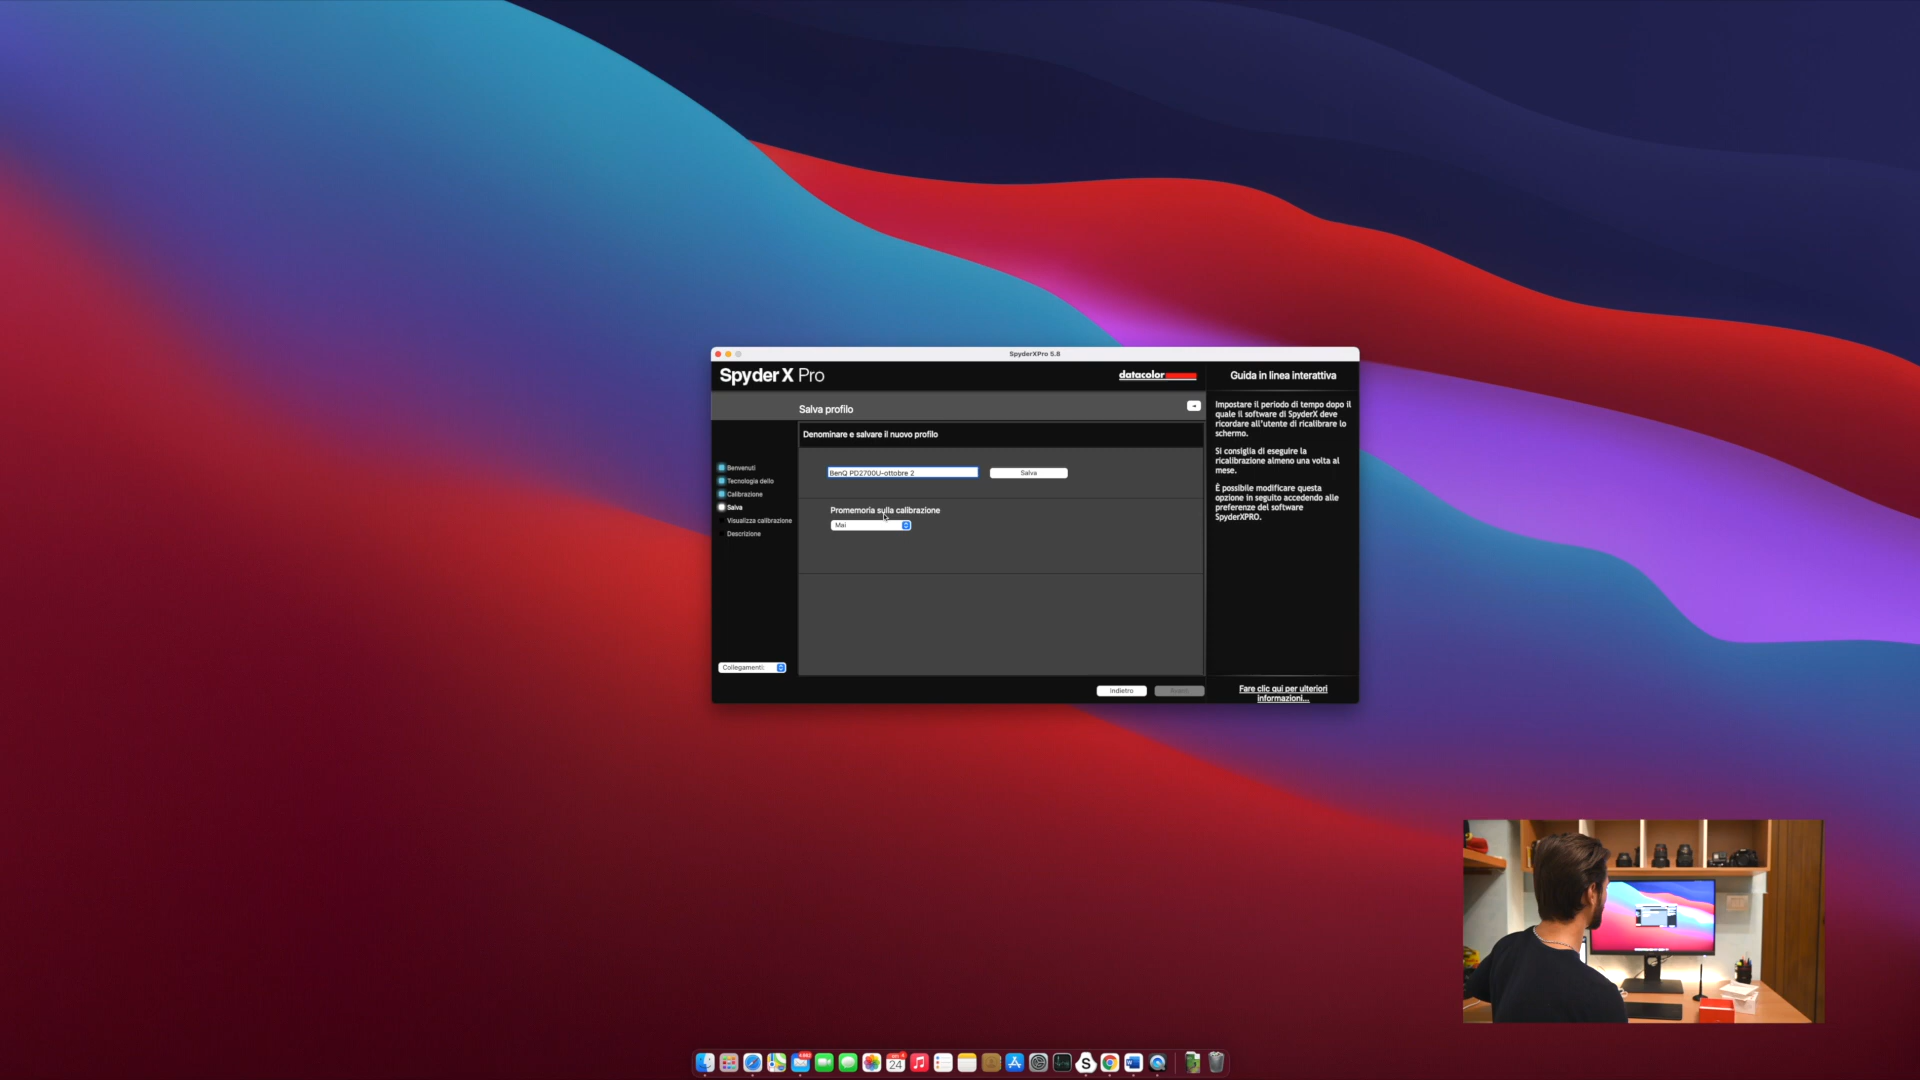 SpyderXPro 5.8
Spyder X Pro
datacolor
Guida in linea interattiva
Salva profilo
Denominare e salvare il nuovo profilo
BenQ PD2700U-ottobre 2
Salva
Promemoria sulla calibrazione
Mai
Benvenuti
Tecnologia dello
Calibrazione
Salva
Visualizza calibrazione
Descrizione
Collegamenti:
Indietro
Impostare il periodo di tempo dopo il
quale il software di SpyderX deve
ricordare all'utente di ricalibrare lo
schermo.
Si consiglia di eseguire la
ricalibrazione almeno una volta al
mese.
È possibile modificare questa
opzione in seguito accedendo alle
preferenze del software
SpyderXPRO.
Fare clic qui per ulteriori
informazioni...
24